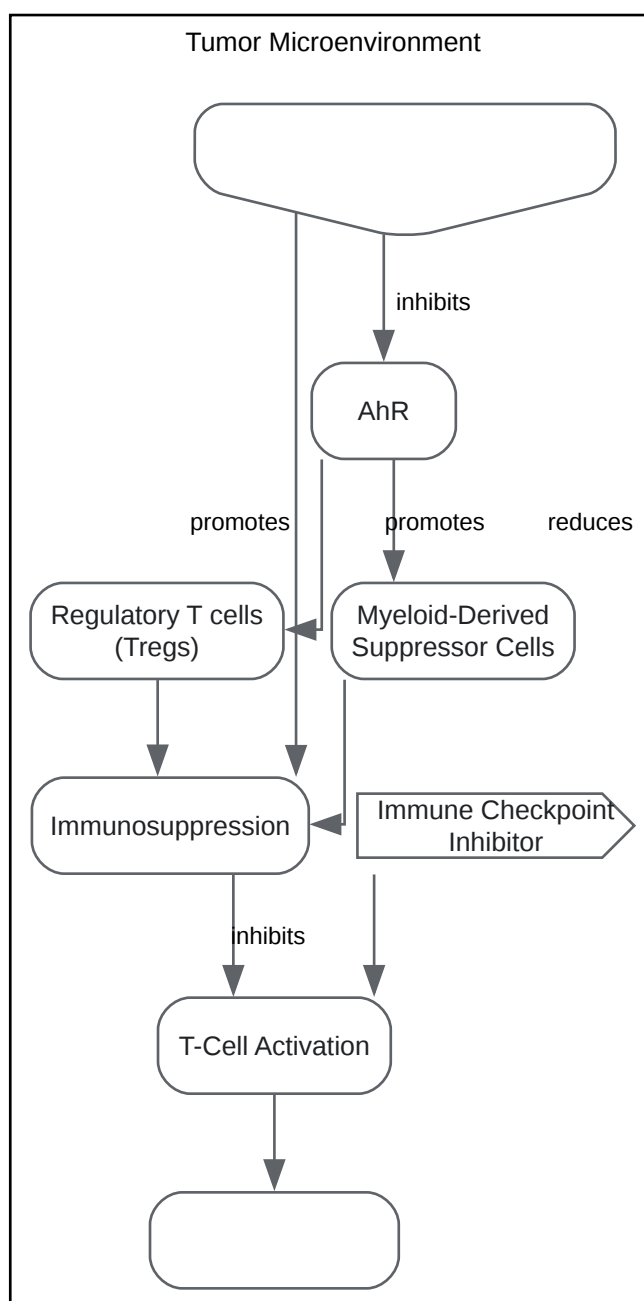 Tumor Microenvironment
inhibits
AhR
promotes
promotes
reduces
Regulatory T cells
(Tregs)
Myeloid-Derived
Suppressor Cells
Immunosuppression
Immune Checkpoint
Inhibitor
inhibits
T-Cell Activation